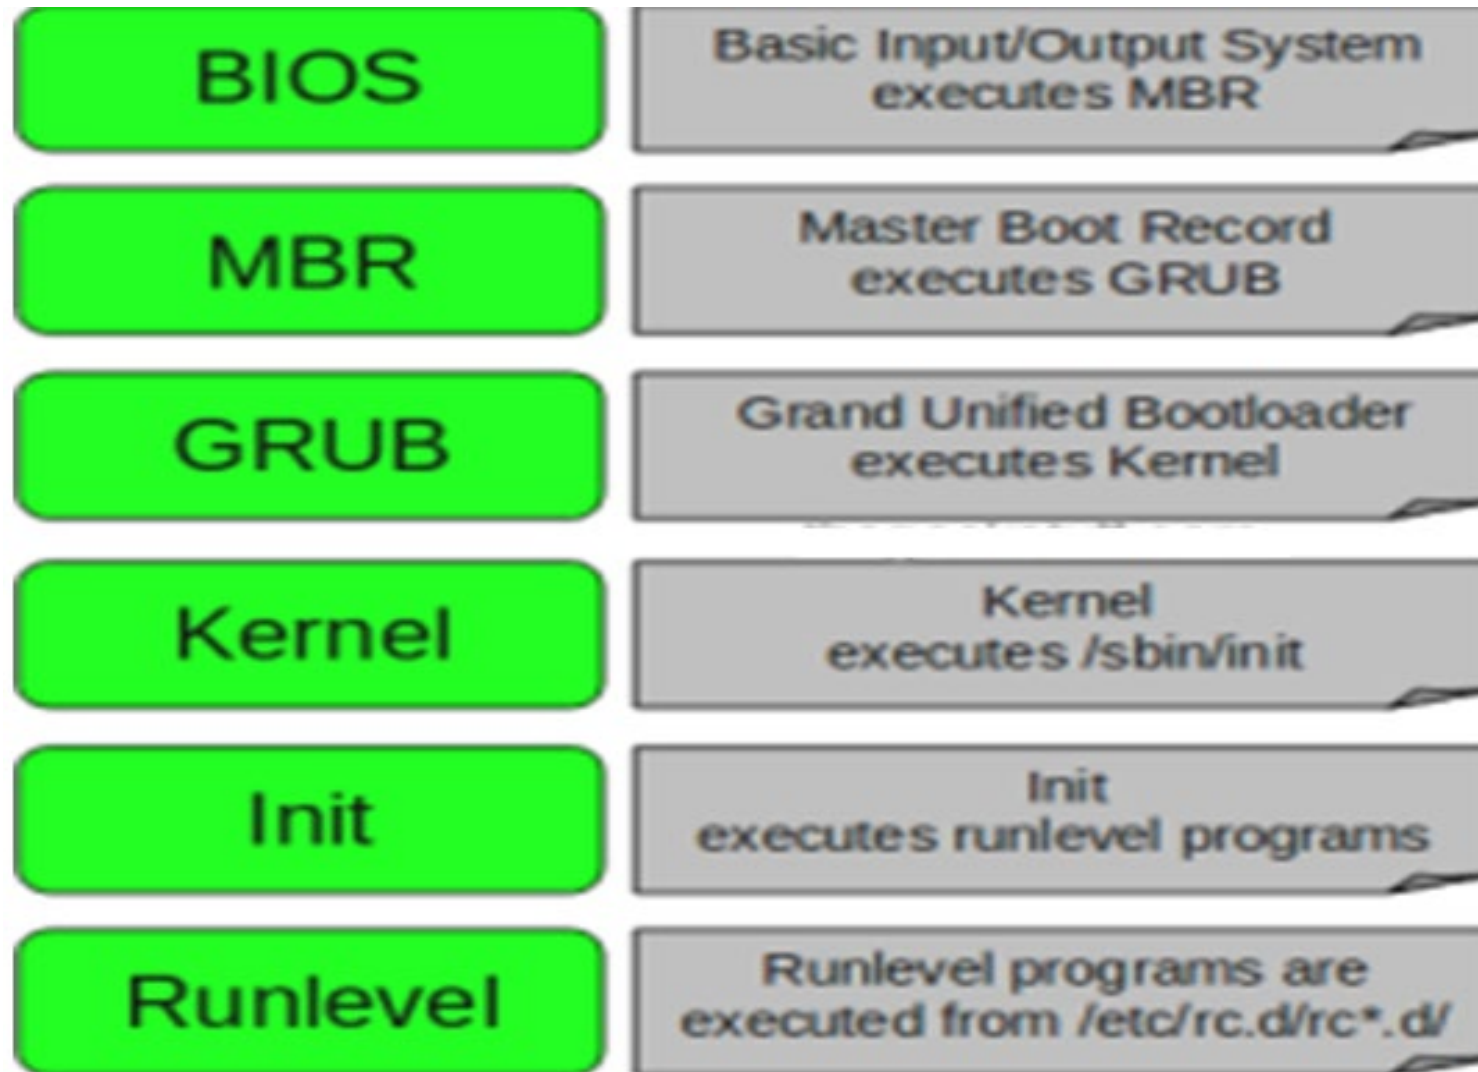 BIOS
Basic Input/Output System
executes MBR
MBR
Master Boot Record
executes GRUB
GRUB
Grand Unified Bootloader
executes Kernel
Kernel
Kernel
executes /sbin/init
Init
Init
executes runlevel programs
Runlevel
Runlevel programs are
executed from /etc/rc.d/rc*.d/